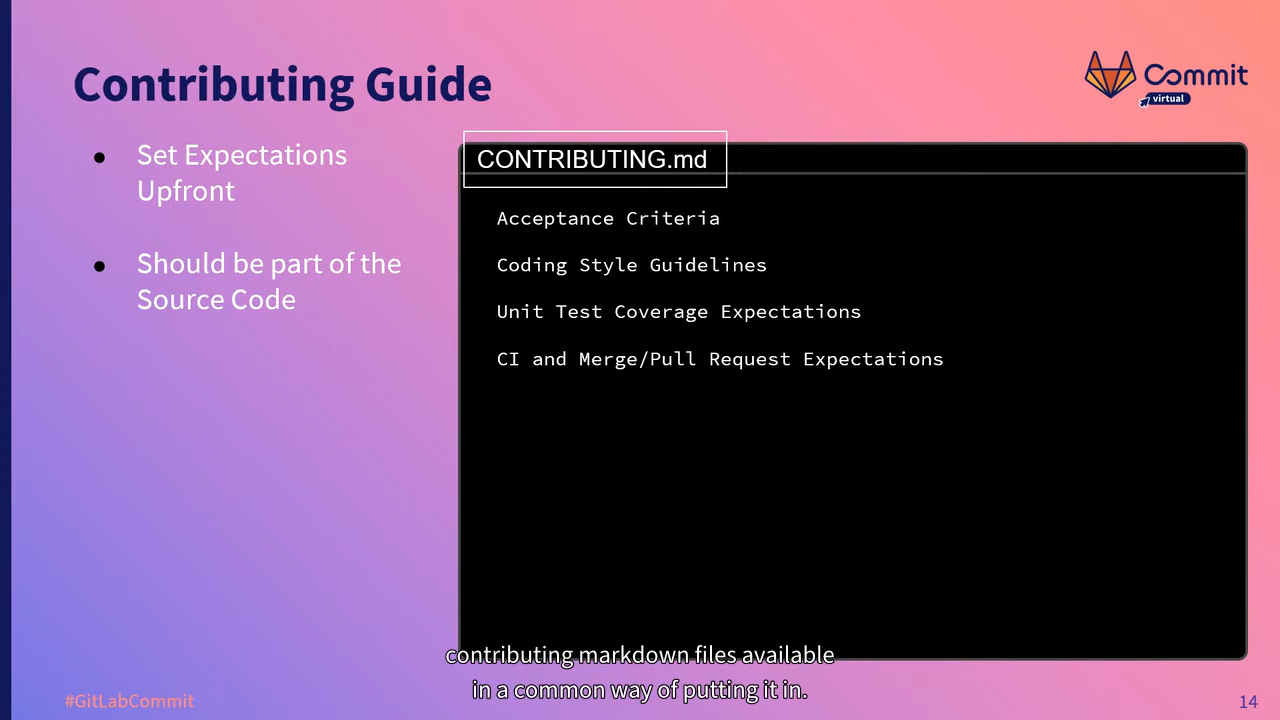 Contributing Guide
Commit
virtual
● Set Expectations
Upfront
● Should be part of the
Source Code
CONTRIBUTING.md
Acceptance Criteria
Coding Style Guidelines
Unit Test Coverage Expectations
CI and Merge/Pull Request Expectations
contributing markdown files available
in a common way of putting it in.
#GitLabCommit
14